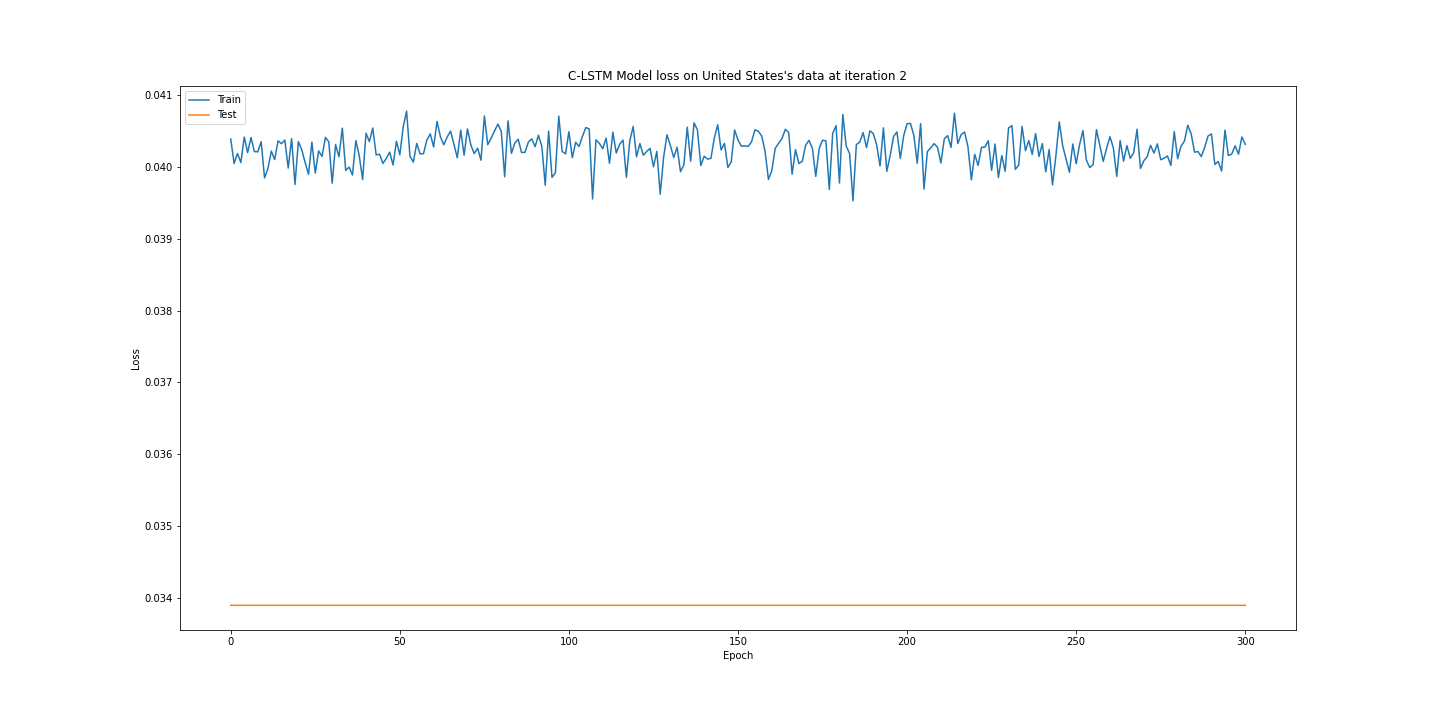 C-LSTM Model loss on United States's data at iteration 2
Train
Test
0.041
0.040
0.039
0.038
0.037
0.036
0.035
0.034
Loss
0 50 100 150 200 250 300
Epoch